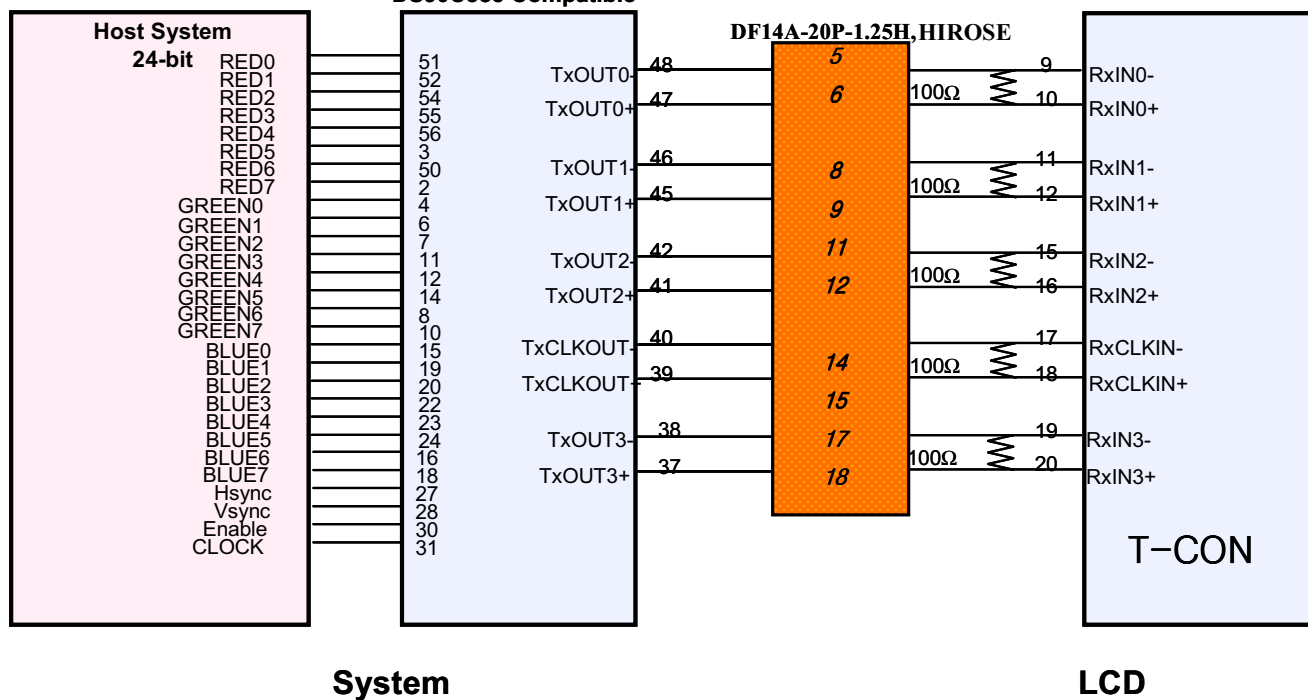 DF14A-20P-1.25H, HIROSE
Host System
24-bit
RED0 51
RED1 52
RED2 54
RED3 55
RED4 56
RED5 3
RED6 50
RED7 2
GREEN0 4
GREEN1 6
GREEN2 7
GREEN3 11
GREEN4 12
GREEN5 14
GREEN6 8
GREEN7 10
BLUE0 15
BLUE1 19
BLUE2 20
BLUE3 22
BLUE4 23
BLUE5 24
BLUE6 16
BLUE7 18
Hsync 27
Vsync 28
Enable 30
CLOCK 31
TxOUT0- 48
TxOUT0+ 47
TxOUT1- 46
TxOUT1+ 45
TxOUT2- 42
TxOUT2+ 41
TxCLKOUT- 40
TxCLKOUT+ 39
TxOUT3- 38
TxOUT3+ 37
5
6
8
9
11
12
14
15
17
18
100Ω
100Ω
100Ω
100Ω
100Ω
9 RxIN0-
10 RxIN0+
11 RxIN1-
12 RxIN1+
15 RxIN2-
16 RxIN2+
17 RxCLKIN-
18 RxCLKIN+
19 RxIN3-
20 RxIN3+
T-CON
System
LCD